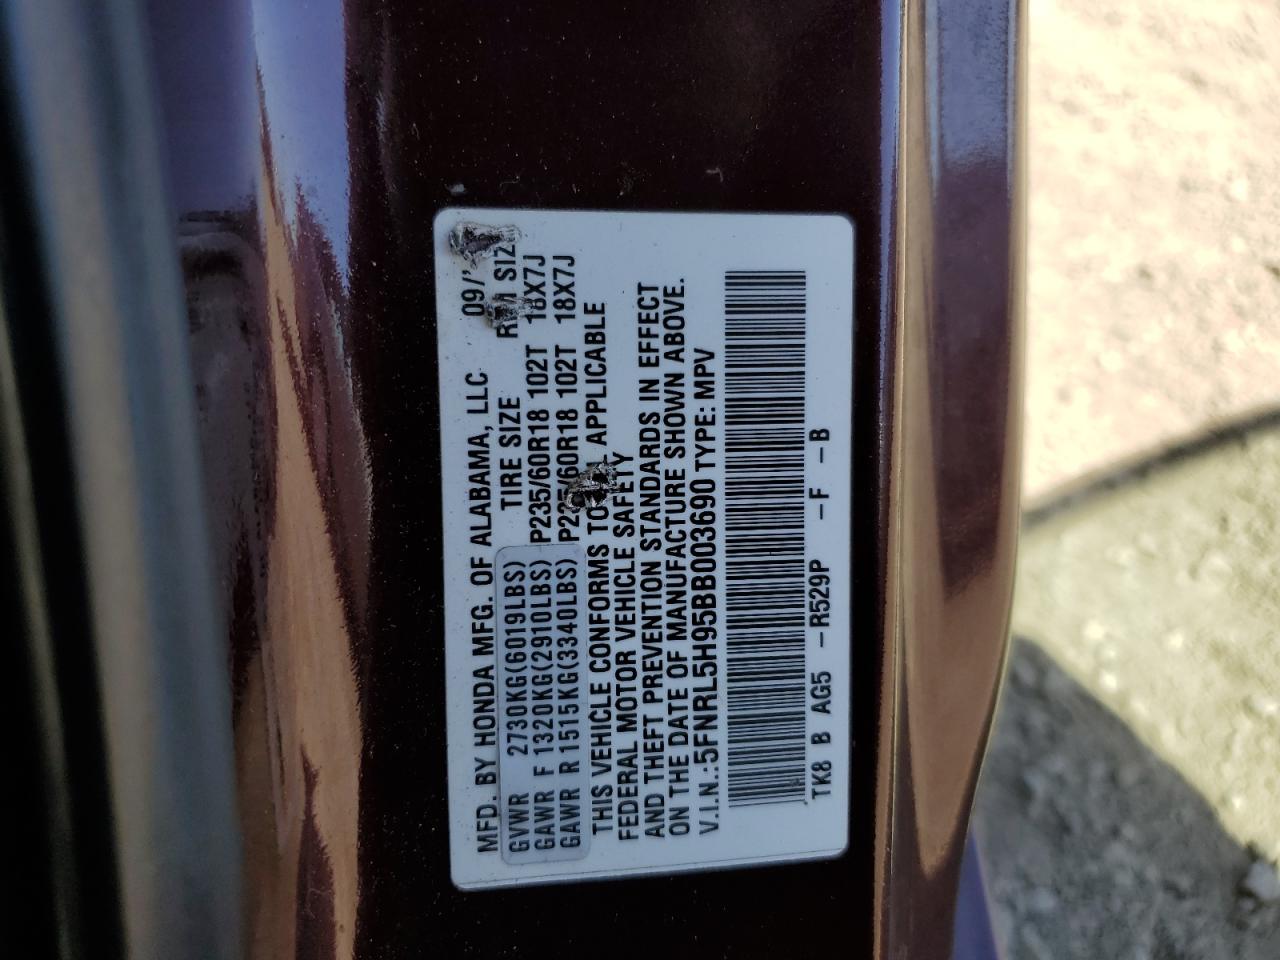 MFD. BY HONDA MFG. OF ALABAMA, LLC 09/
TIRE SIZE SIZ
GVWR 2730KG(6019LBS)
GAWR F 1320KG(2910LBS) P235/60R18 102T 18X7J
GAWR R 1515KG(3340LBS) P235/60R18 102T 18X7J
THIS VEHICLE CONFORMS TO APPLICABLE
FEDERAL MOTOR VEHICLE SAFETY
AND THEFT PREVENTION STANDARDS IN EFFECT
ON THE DATE OF MANUFACTURE SHOWN ABOVE.
V.I.N.:5FNRL5H95BB003690 TYPE: MPV
TK8 B AG5 -R529P -F -B